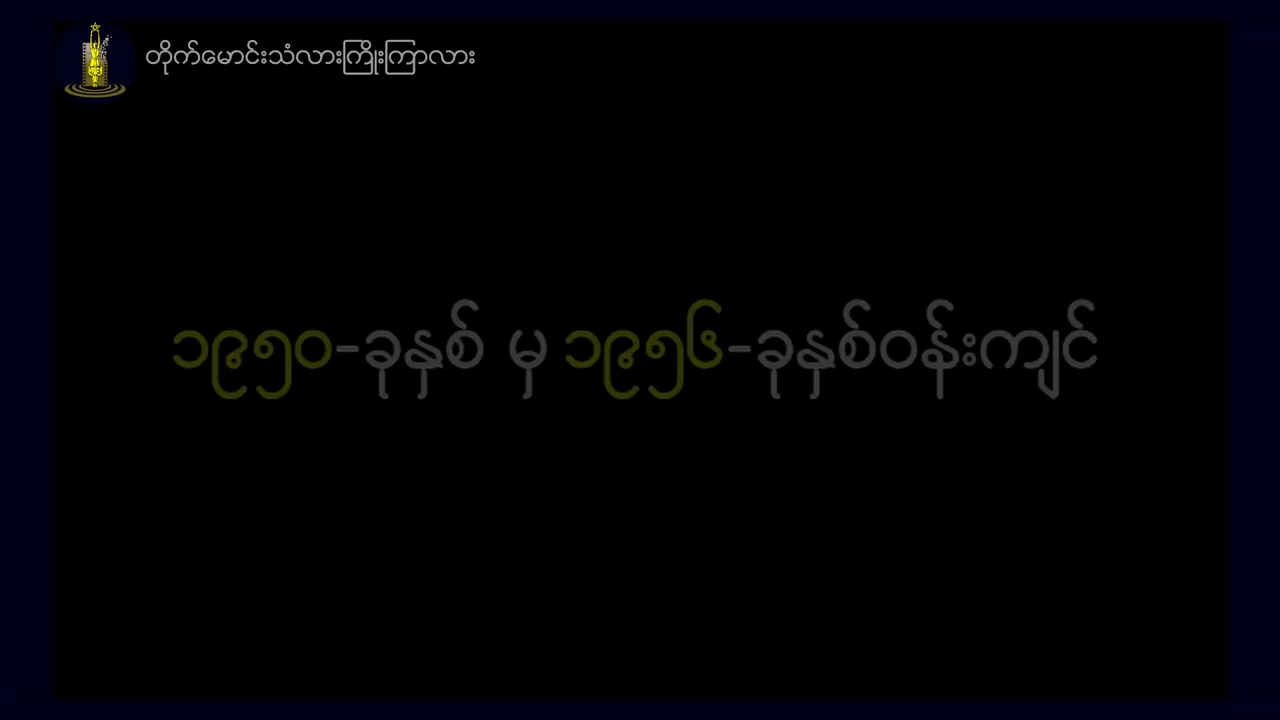 တိုက်မောင်းသံလားကြိုးကြာလား
၁၉၅၀-ခုနှစ် မှ ၁၉၅၆-ခုနှစ်ဝန်းကျင်